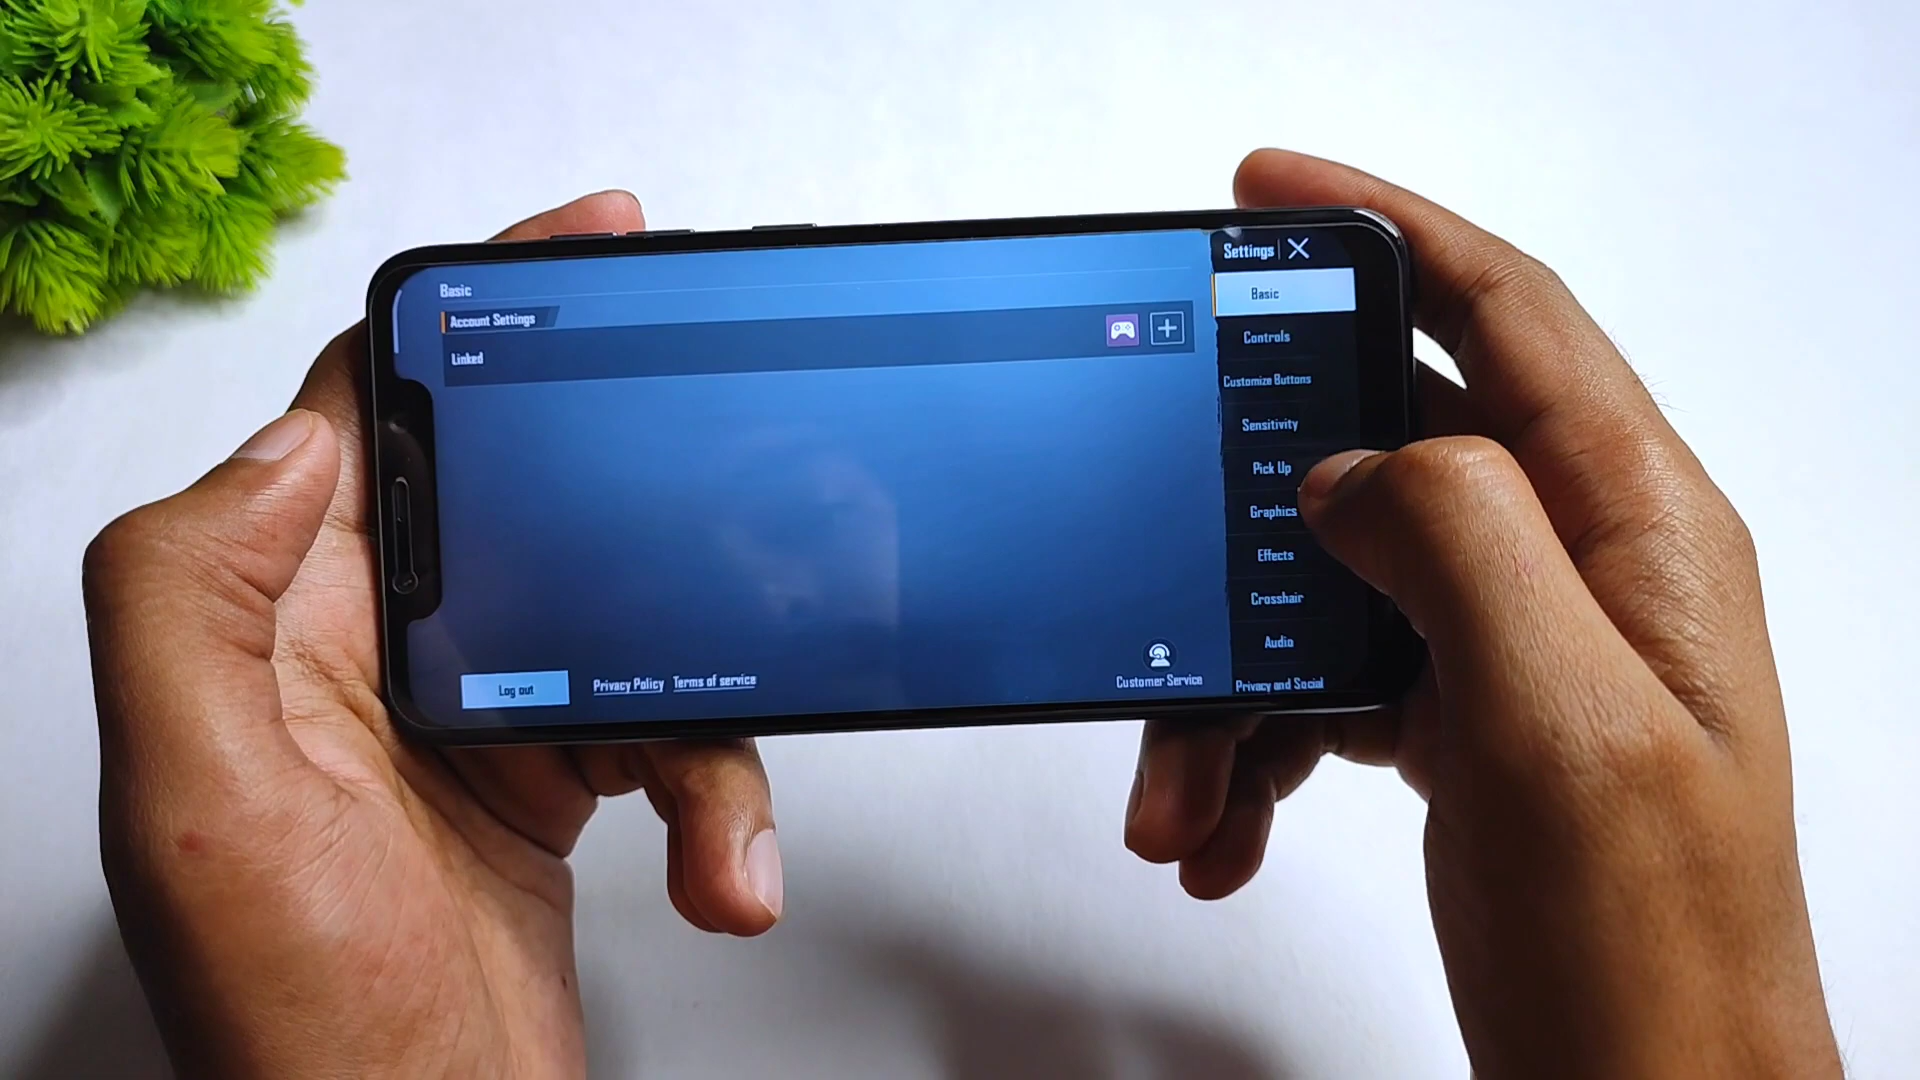 Basic
Account Settings
Linked
Log out
Privacy Policy
Terms of service
Customer Service
Settings
Basic
Controls
Customize Buttons
Sensitivity
Pick Up
Graphics
Effects
Crosshair
Audio
Privacy and Social